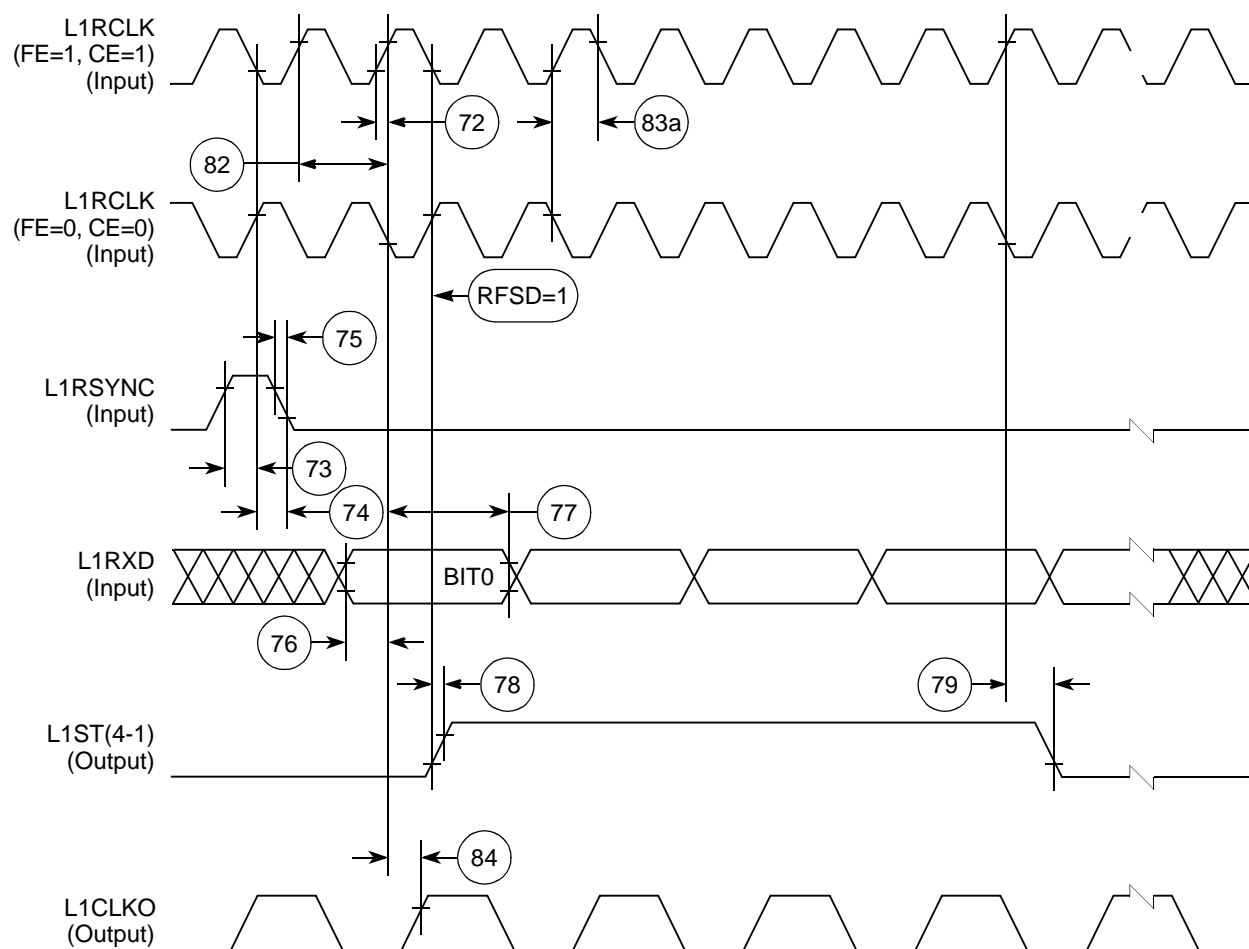 L1RCLK
(FE=1, CE=1)
(Input)
72
83a
82
L1RCLK
(FE=0, CE=0)
(Input)
RFSD=1
75
L1RSYNC
(Input)
73
74
77
L1RXD
(Input)
BIT0
76
78
79
L1ST(4-1)
(Output)
84
L1CLKO
(Output)